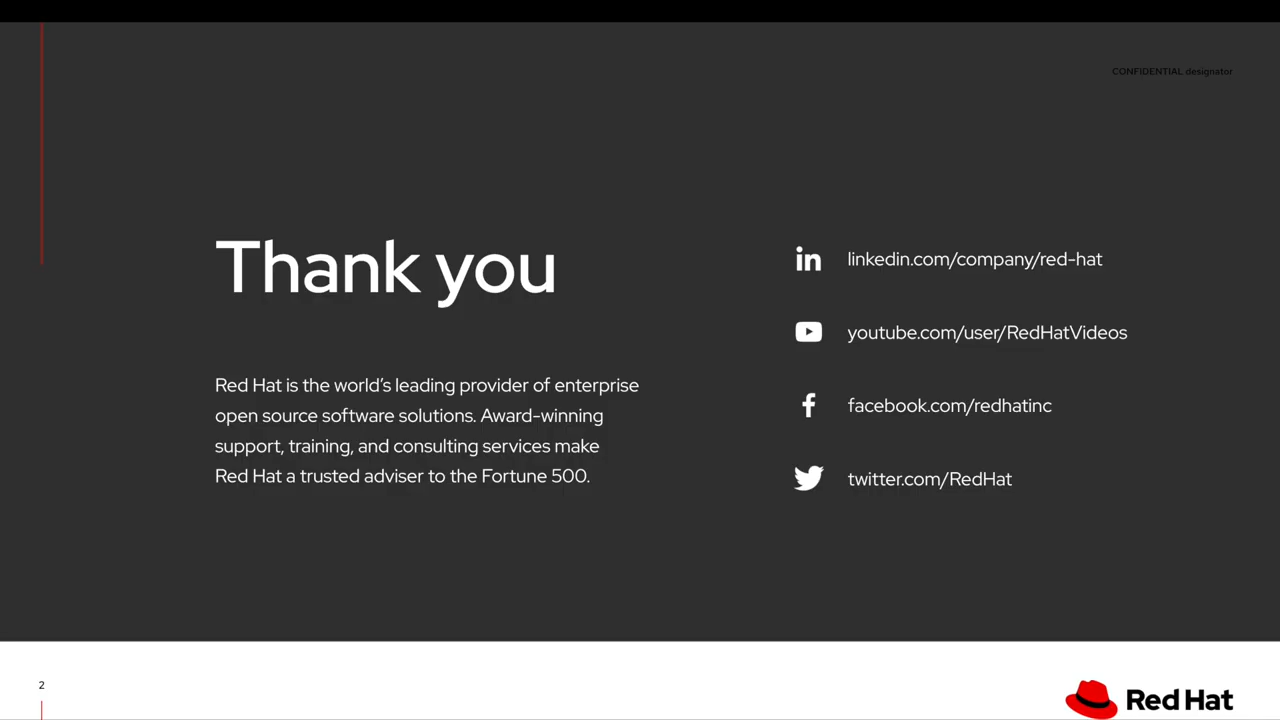 CONFIDENTIAL designator
Thank you
Red Hat is the world’s leading provider of enterprise
open source software solutions. Award-winning
support, training, and consulting services make
Red Hat a trusted adviser to the Fortune 500.
linkedin.com/company/red-hat
youtube.com/user/RedHatVideos
facebook.com/redhatinc
twitter.com/RedHat
2
Red Hat